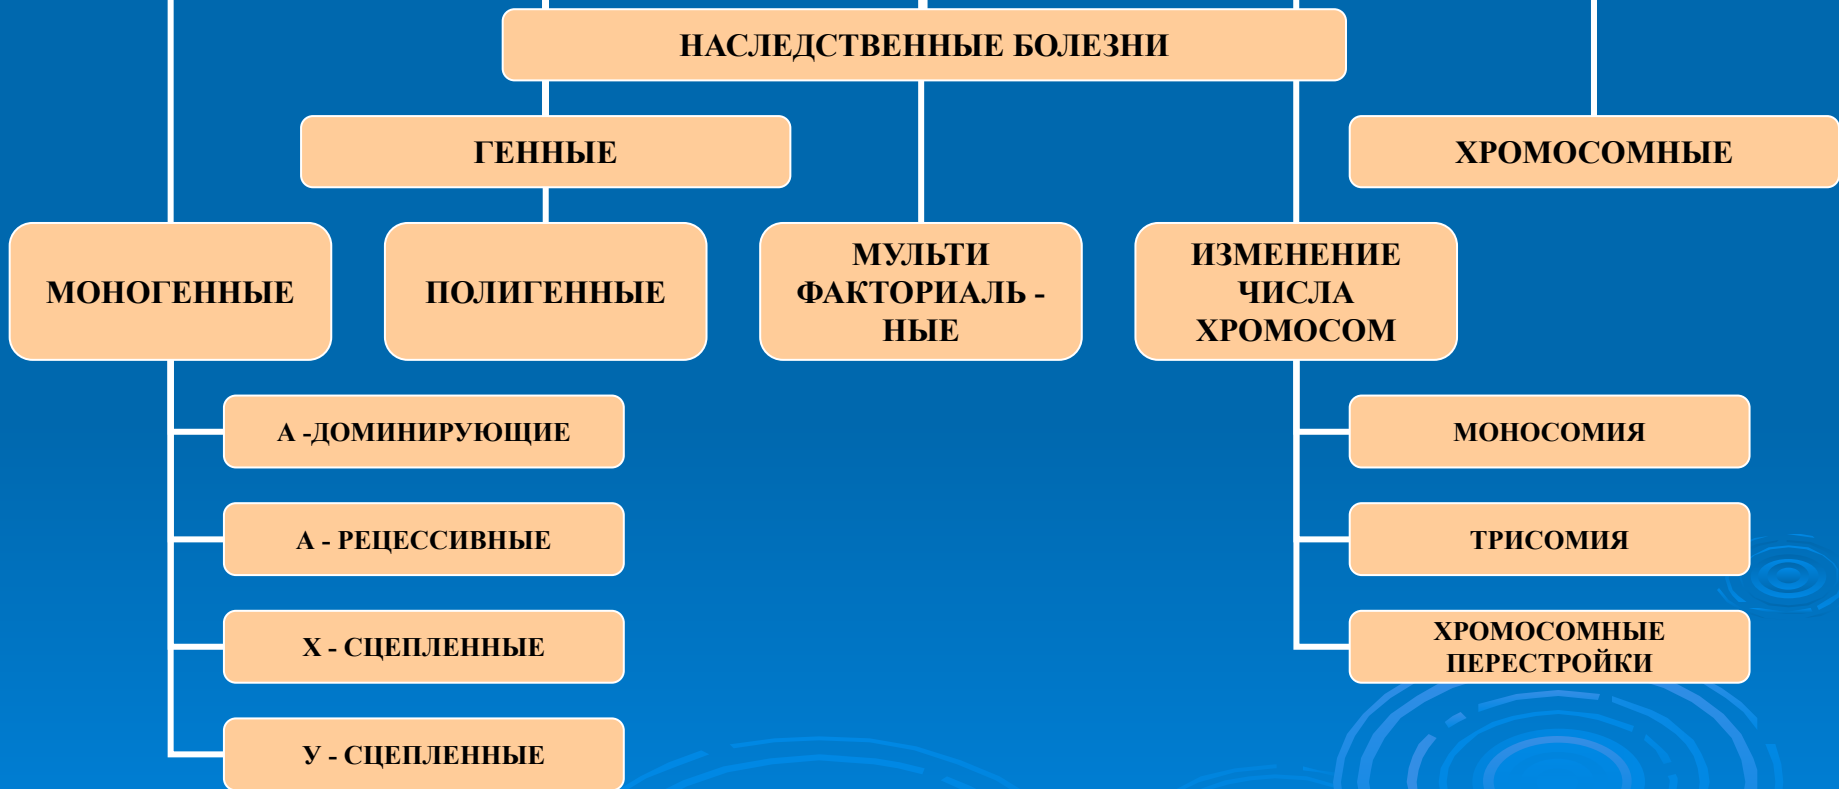 НАСЛЕДСТВЕННЫЕ БОЛЕЗНИ
ГЕННЫЕ
ХРОМОСОМНЫЕ
МОНОГЕННЫЕ
ПОЛИГЕННЫЕ
МУЛЬТИ
ФАКТОРИАЛЬ -
НЫЕ
ИЗМЕНЕНИЕ
ЧИСЛА
ХРОМОСОМ
А -ДОМИНИРУЮЩИЕ
А - РЕЦЕССИВНЫЕ
Х - СЦЕПЛЕННЫЕ
У - СЦЕПЛЕННЫЕ
МОНОСОМИЯ
ТРИСОМИЯ
ХРОМОСОМНЫЕ
ПЕРЕСТРОЙКИ